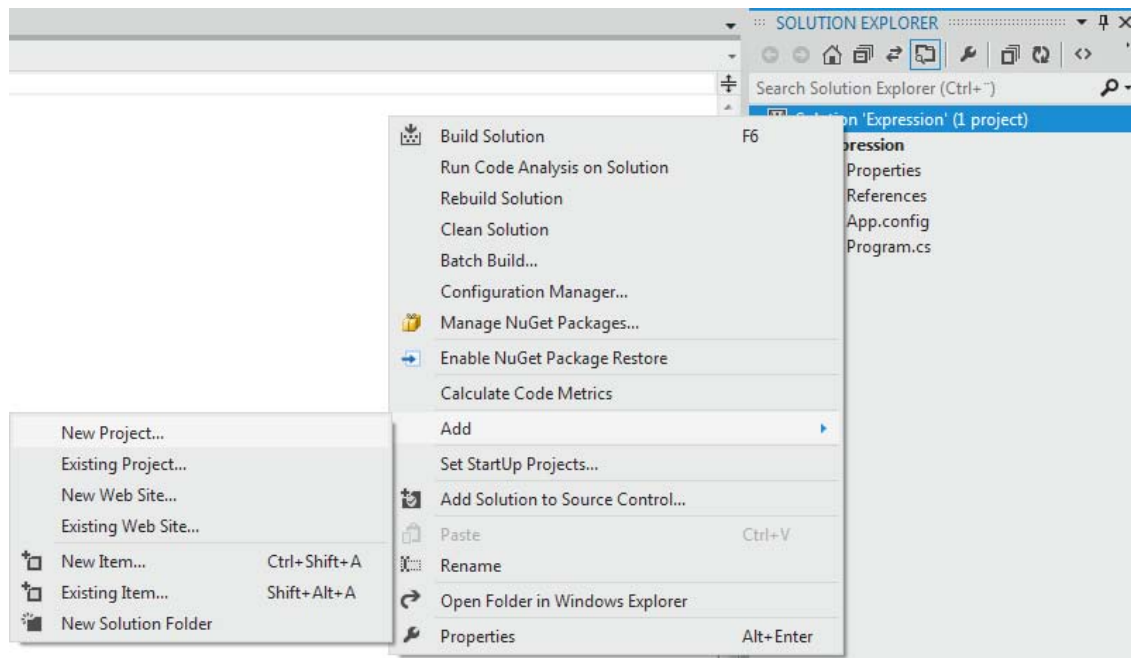 SOLUTION EXPLORER
Search Solution Explorer (Ctrl+¨)
'Expression' (1 project)
Properties
References
App.config
Program.cs
Build Solution F6
Run Code Analysis on Solution
Rebuild Solution
Clean Solution
Batch Build...
Configuration Manager...
Manage NuGet Packages...
Enable NuGet Package Restore
Calculate Code Metrics
Add
Set StartUp Projects...
Add Solution to Source Control...
Paste Ctrl+V
Rename
Open Folder in Windows Explorer
Properties Alt+Enter
New Project...
Existing Project...
New Web Site...
Existing Web Site...
New Item... Ctrl+Shift+A
Existing Item... Shift+Alt+A
New Solution Folder